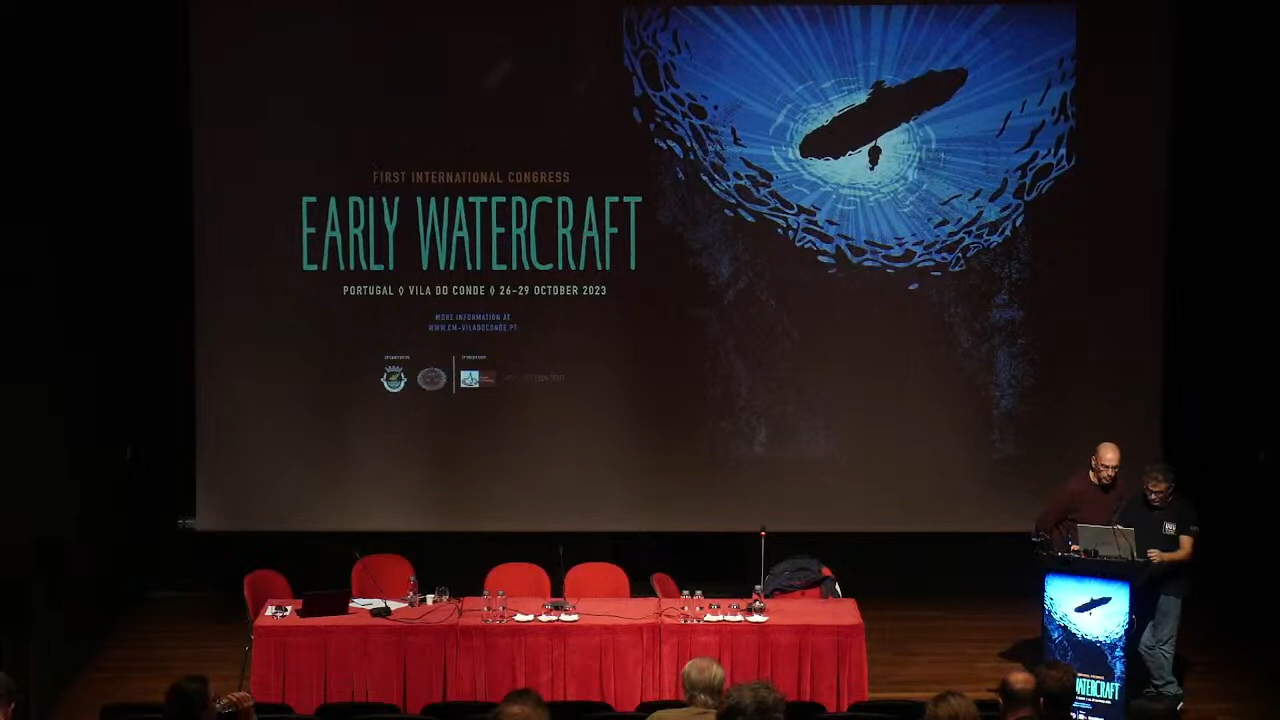 FIRST INTERNATIONAL CONGRESS
EARLY WATERCRAFT
PORTUGAL ◊ VILA DO CONDE ◊ 26-29 OCTOBER 2023
MORE INFORMATION AT
WWW.CM-VILADOCONDE.PT
WATERCRAFT